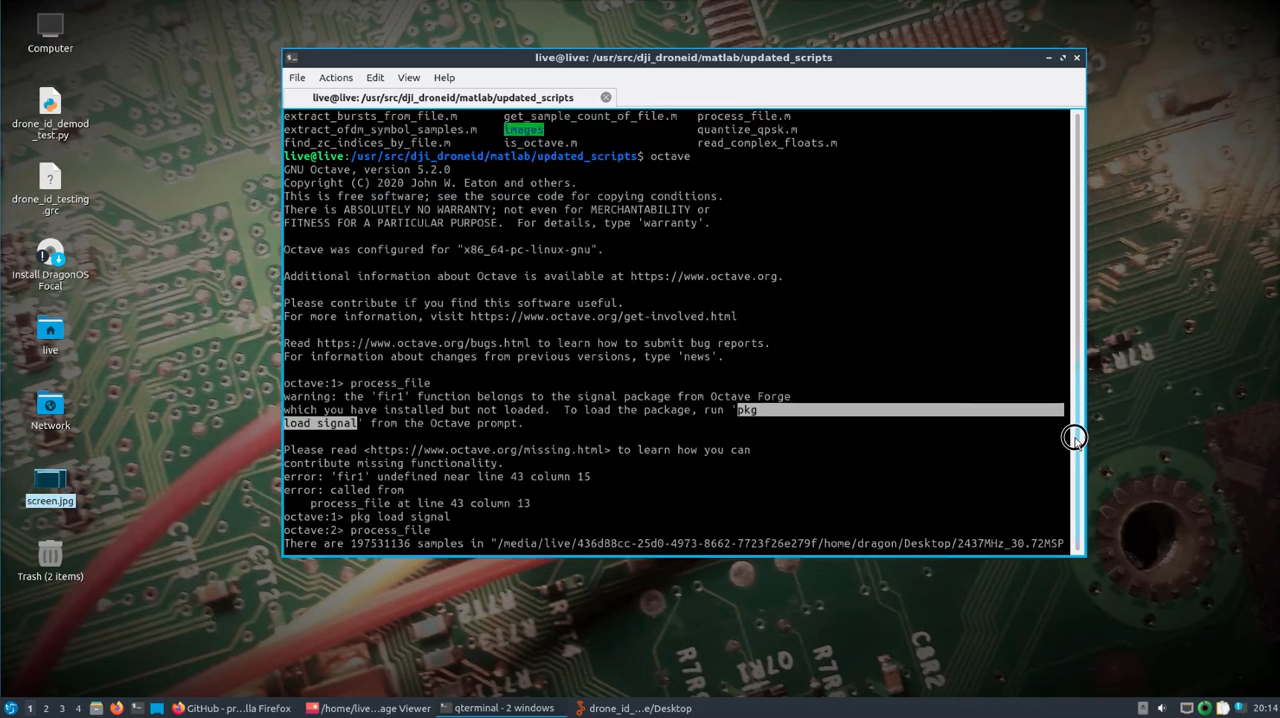 Computer
drone_id_demod
_test.py
drone_id_testing
.grc
Install DragonOS
Focal
live
Network
screen.jpg
Trash (2 items)
live@live: /usr/src/dji_droneid/matlab/updated_scripts
File Actions Edit View Help
live@live: /usr/src/dji_droneid/matlab/updated_scripts
extract_bursts_from_file.m get_sample_count_of_file.m process_file.m
extract_ofdm_symbol_samples.m images quantize_qpsk.m
find_zc_indices_by_file.m is_octave.m read_complex_floats.m
live@live:/usr/src/dji_droneid/matlab/updated_scripts$ octave
GNU Octave, version 5.2.0
Copyright (C) 2020 John W. Eaton and others.
This is free software; see the source code for copying conditions.
There is ABSOLUTELY NO WARRANTY; not even for MERCHANTABILITY or
FITNESS FOR A PARTICULAR PURPOSE. For details, type 'warranty'.
Octave was configured for "x86_64-pc-linux-gnu".
Additional information about Octave is available at https://www.octave.org.
Please contribute if you find this software useful.
For more information, visit https://www.octave.org/get-involved.html
Read https://www.octave.org/bugs.html to learn how to submit bug reports.
For information about changes from previous versions, type 'news'.
octave:1> process_file
warning: the 'fir1' function belongs to the signal package from Octave Forge
which you have installed but not loaded. To load the package, run 'pkg
load signal' from the Octave prompt.
Please read <https://www.octave.org/missing.html> to learn how you can
contribute missing functionality.
error: 'fir1' undefined near line 43 column 15
error: called from
process_file at line 43 column 13
octave:1> pkg load signal
octave:2> process_file
There are 197531136 samples in "/media/live/436d88cc-25d0-4973-8662-7723f26e279f/home/dragon/Desktop/2437MHz_30.72MSP
1 2 3 4
GitHub - pr...lla Firefox
/home/live...age Viewer
qterminal - 2 windows
drone_id_...e/Desktop
20:14